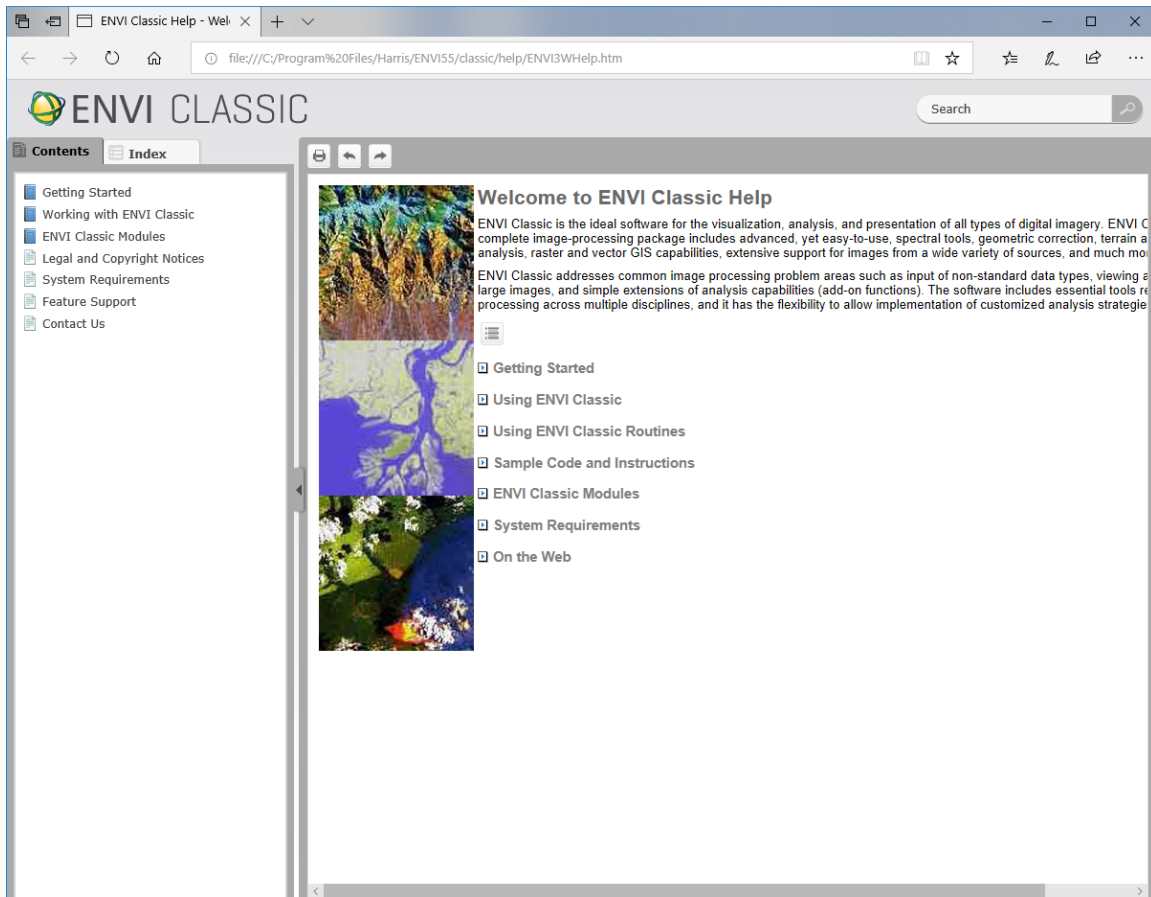 ENVI Classic Help - Wel
file:///C:/Program%20Files/Harris/ENVI55/classic/help/ENVI3WHelp.htm
ENVI CLASSIC
Search
Contents
Index
Getting Started
Working with ENVI Classic
ENVI Classic Modules
Legal and Copyright Notices
System Requirements
Feature Support
Contact Us
Welcome to ENVI Classic Help
ENVI Classic is the ideal software for the visualization, analysis, and presentation of all types of digital imagery. ENVI C
complete image-processing package includes advanced, yet easy-to-use, spectral tools, geometric correction, terrain a
analysis, raster and vector GIS capabilities, extensive support for images from a wide variety of sources, and much mo
ENVI Classic addresses common image processing problem areas such as input of non-standard data types, viewing a
large images, and simple extensions of analysis capabilities (add-on functions). The software includes essential tools re
processing across multiple disciplines, and it has the flexibility to allow implementation of customized analysis strategie
Getting Started
Using ENVI Classic
Using ENVI Classic Routines
Sample Code and Instructions
ENVI Classic Modules
System Requirements
On the Web